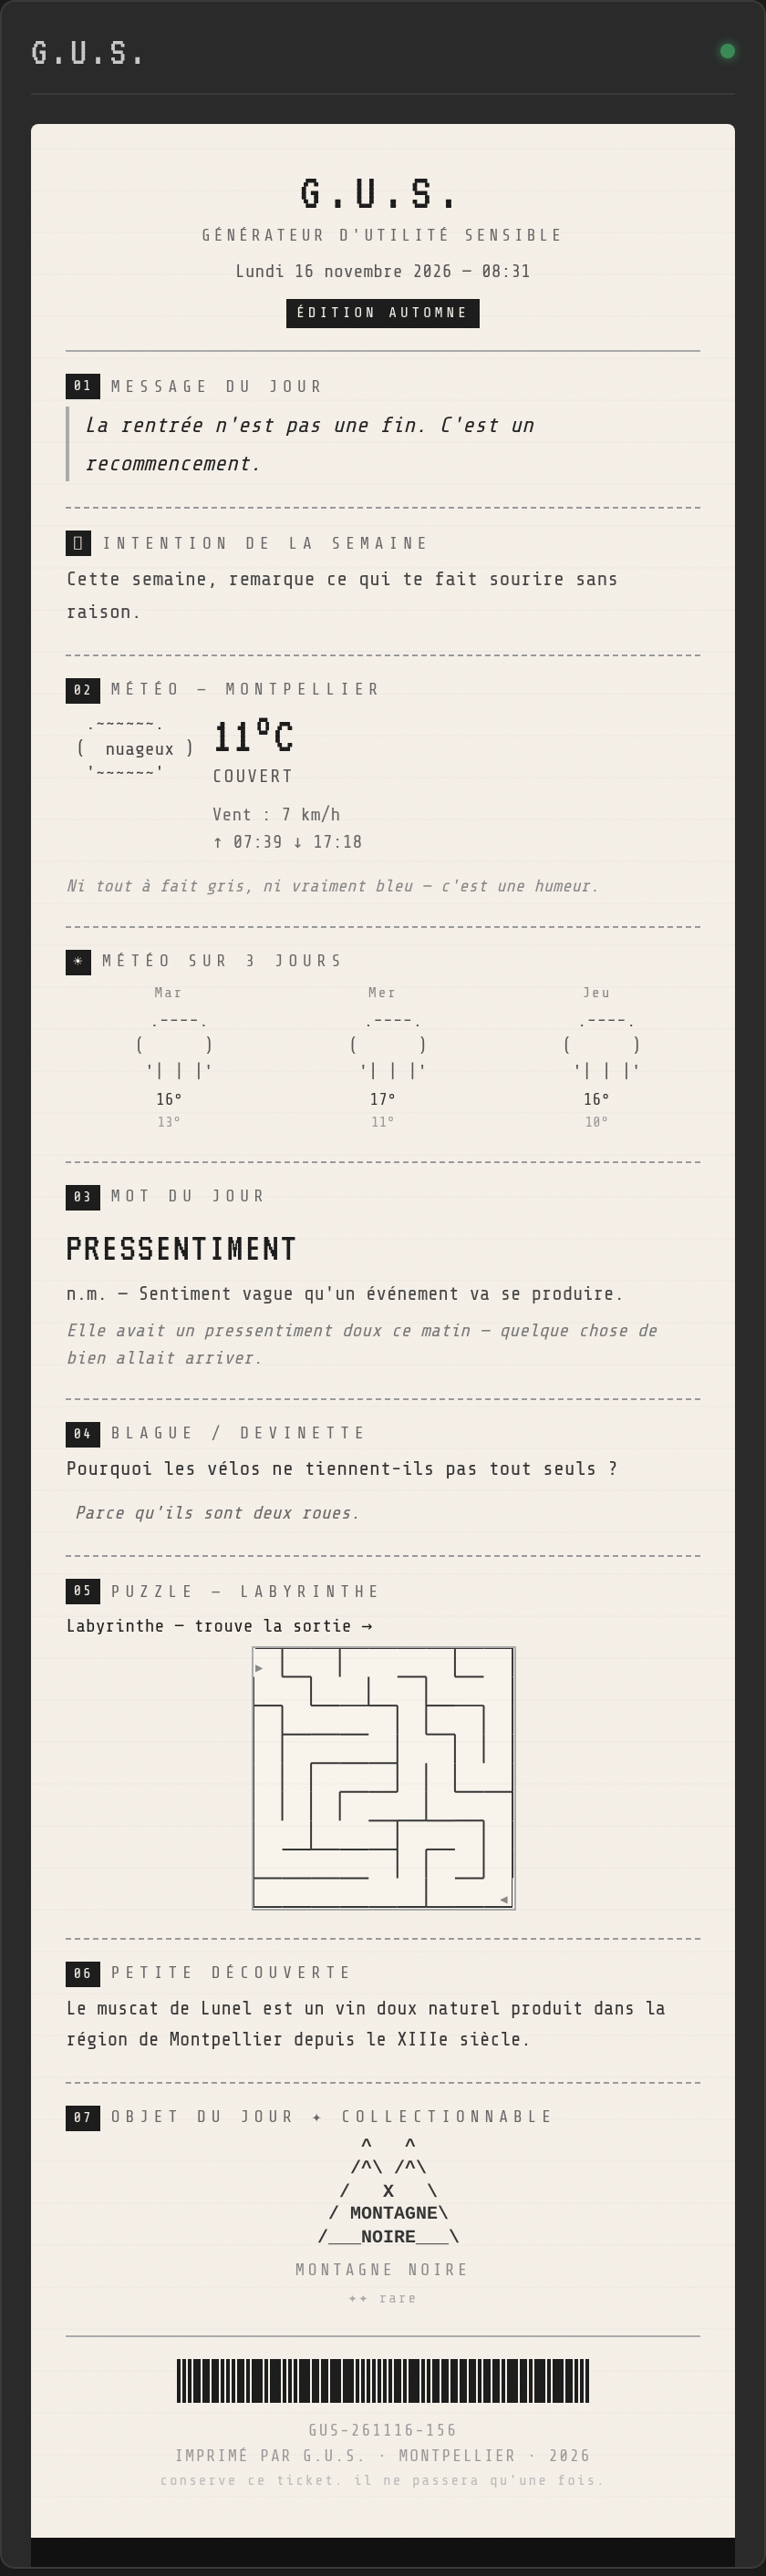 G.U.S.
G.U.S.
GÉNÉRATEUR D'UTILITÉ SENSIBLE
Lundi 16 novembre 2026 — 08:31
ÉDITION AUTOMNE
01 MESSAGE DU JOUR
La rentrée n'est pas une fin. C'est un
recommencement.
INTENTION DE LA SEMAINE
Cette semaine, remarque ce qui te fait sourire sans
raison.
02 MÉTÉO — MONTPELLIER
.~~~~~~.
( nuageux )
'~~~~~~'
11°C
COUVERT
Vent : 7 km/h
↑ 07:39 ↓ 17:18
Ni tout à fait gris, ni vraiment bleu — c'est une humeur.
☀ MÉTÉO SUR 3 JOURS
Mar Mer Jeu
.----. .----. .----.
(      ) (      ) (      )
'| | |' '| | |' '| | |'
16° 17° 16°
13° 11° 10°
03 MOT DU JOUR
PRESSENTIMENT
n.m. — Sentiment vague qu'un événement va se produire.
Elle avait un pressentiment doux ce matin — quelque chose de
bien allait arriver.
04 BLAGUE / DEVINETTE
Pourquoi les vélos ne tiennent-ils pas tout seuls ?
Parce qu'ils sont deux roues.
05 PUZZLE — LABYRINTHE
Labyrinthe — trouve la sortie →
▶
◀
06 PETITE DÉCOUVERTE
Le muscat de Lunel est un vin doux naturel produit dans la
région de Montpellier depuis le XIIIe siècle.
07 OBJET DU JOUR ✦ COLLECTIONNABLE
^   ^
/^\ /^\
/   X   \
/ MONTAGNE\
/___NOIRE___\
MONTAGNE NOIRE
✦✦ rare
GUS-261116-156
IMPRIMÉ PAR G.U.S. · MONTPELLIER · 2026
conserve ce ticket. il ne passera qu'une fois.